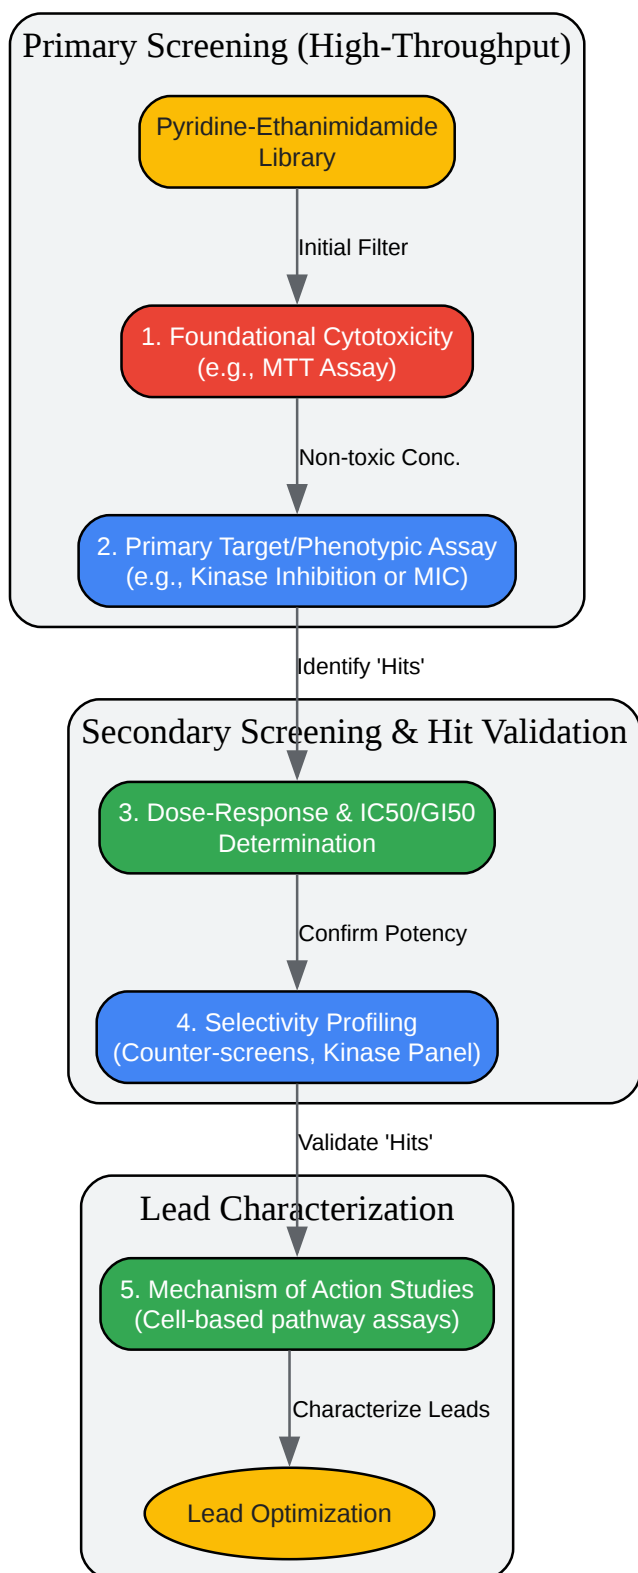 Primary Screening (High-Throughput)
Pyridine-Ethanimidamide
Library
Initial Filter
1. Foundational Cytotoxicity
(e.g., MTT Assay)
Non-toxic Conc.
2. Primary Target/Phenotypic Assay
(e.g., Kinase Inhibition or MIC)
Identify 'Hits'
Secondary Screening & Hit Validation
3. Dose-Response & IC50/GI50
Determination
Confirm Potency
4. Selectivity Profiling
(Counter-screens, Kinase Panel)
Validate 'Hits'
Lead Characterization
5. Mechanism of Action Studies
(Cell-based pathway assays)
Characterize Leads
Lead Optimization